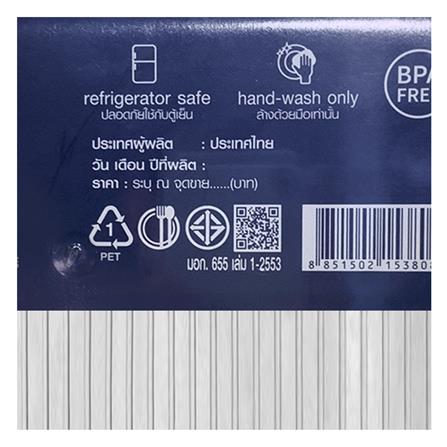 BPA
FREE
refrigerator safe
ปลอดภัยใช้กับตู้เย็น
hand-wash only
ล้างด้วยมือเท่านั้น
ประเทศผู้ผลิต : ประเทศไทย
วัน เดือน ปีที่ผลิต :
ราคา : ระบุ ณ จุดขาย......(บาท)
1
PET
มอก. 655 เล่ม 1-2553
8 851502 15380